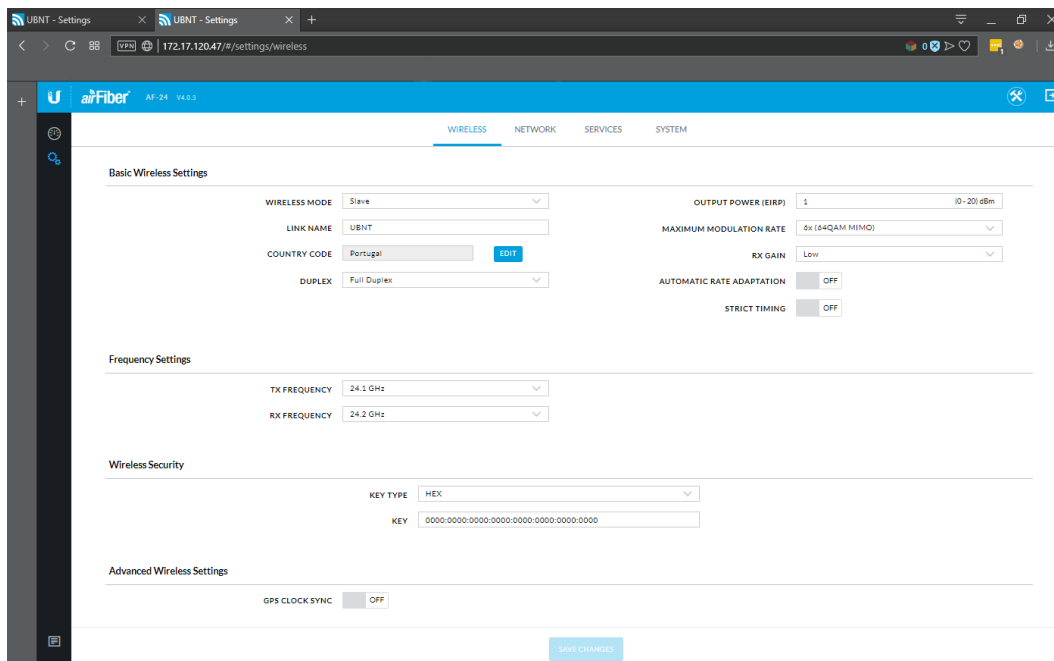 UBNT - Settings
UBNT - Settings
VPN 172.17.120.47/#/settings/wireless 0
airFiber AF-24 V4.0.3
WIRELESS NETWORK SERVICES SYSTEM
Basic Wireless Settings
WIRELESS MODE Slave OUTPUT POWER (EIRP) 1 (0 - 20) dBm
LINK NAME UBNT MAXIMUM MODULATION RATE 6x (64QAM MIMO)
COUNTRY CODE Portugal EDIT RX GAIN Low
DUPLEX Full Duplex AUTOMATIC RATE ADAPTATION OFF
STRICT TIMING OFF
Frequency Settings
TX FREQUENCY 24.1 GHz
RX FREQUENCY 24.2 GHz
Wireless Security
KEY TYPE HEX
KEY 0000:0000:0000:0000:0000:0000:0000:0000
Advanced Wireless Settings
GPS CLOCK SYNC OFF
SAVE CHANGES